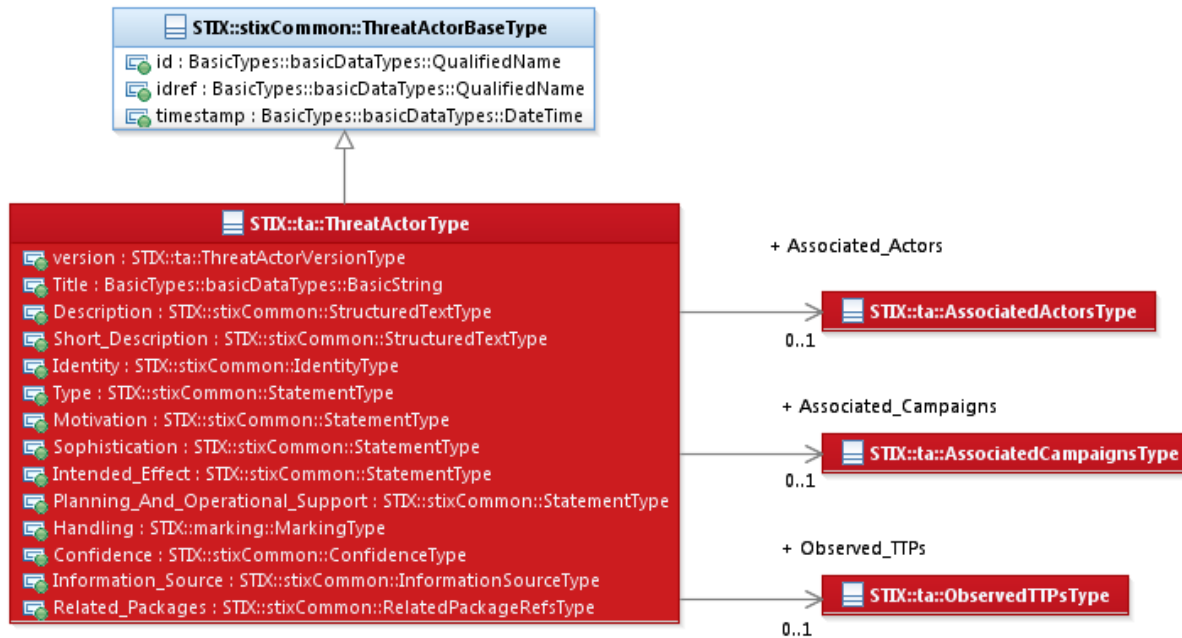 STIX::stixCommon::ThreatActorBaseType
id : BasicTypes::basicDataTypes::QualifiedName
idref : BasicTypes::basicDataTypes::QualifiedName
timestamp : BasicTypes::basicDataTypes::DateTime
STIX::ta::ThreatActorType
version : STIX::ta::ThreatActorVersionType
Title : BasicTypes::basicDataTypes::BasicString
Description : STIX::stixCommon::StructuredTextType
Short_Description : STIX::stixCommon::StructuredTextType
Identity : STIX::stixCommon::IdentityType
Type : STIX::stixCommon::StatementType
Motivation : STIX::stixCommon::StatementType
Sophistication : STIX::stixCommon::StatementType
Intended_Effect : STIX::stixCommon::StatementType
Planning_And_Operational_Support : STIX::stixCommon::StatementType
Handling : STIX::marking::MarkingType
Confidence : STIX::stixCommon::ConfidenceType
Information_Source : STIX::stixCommon::InformationSourceType
Related_Packages : STIX::stixCommon::RelatedPackageRefsType
+ Associated_Actors
STIX::ta::AssociatedActorsType
0..1
+ Associated_Campaigns
STIX::ta::AssociatedCampaignsType
0..1
+ Observed_TTPs
STIX::ta::ObservedTTPsType
0..1